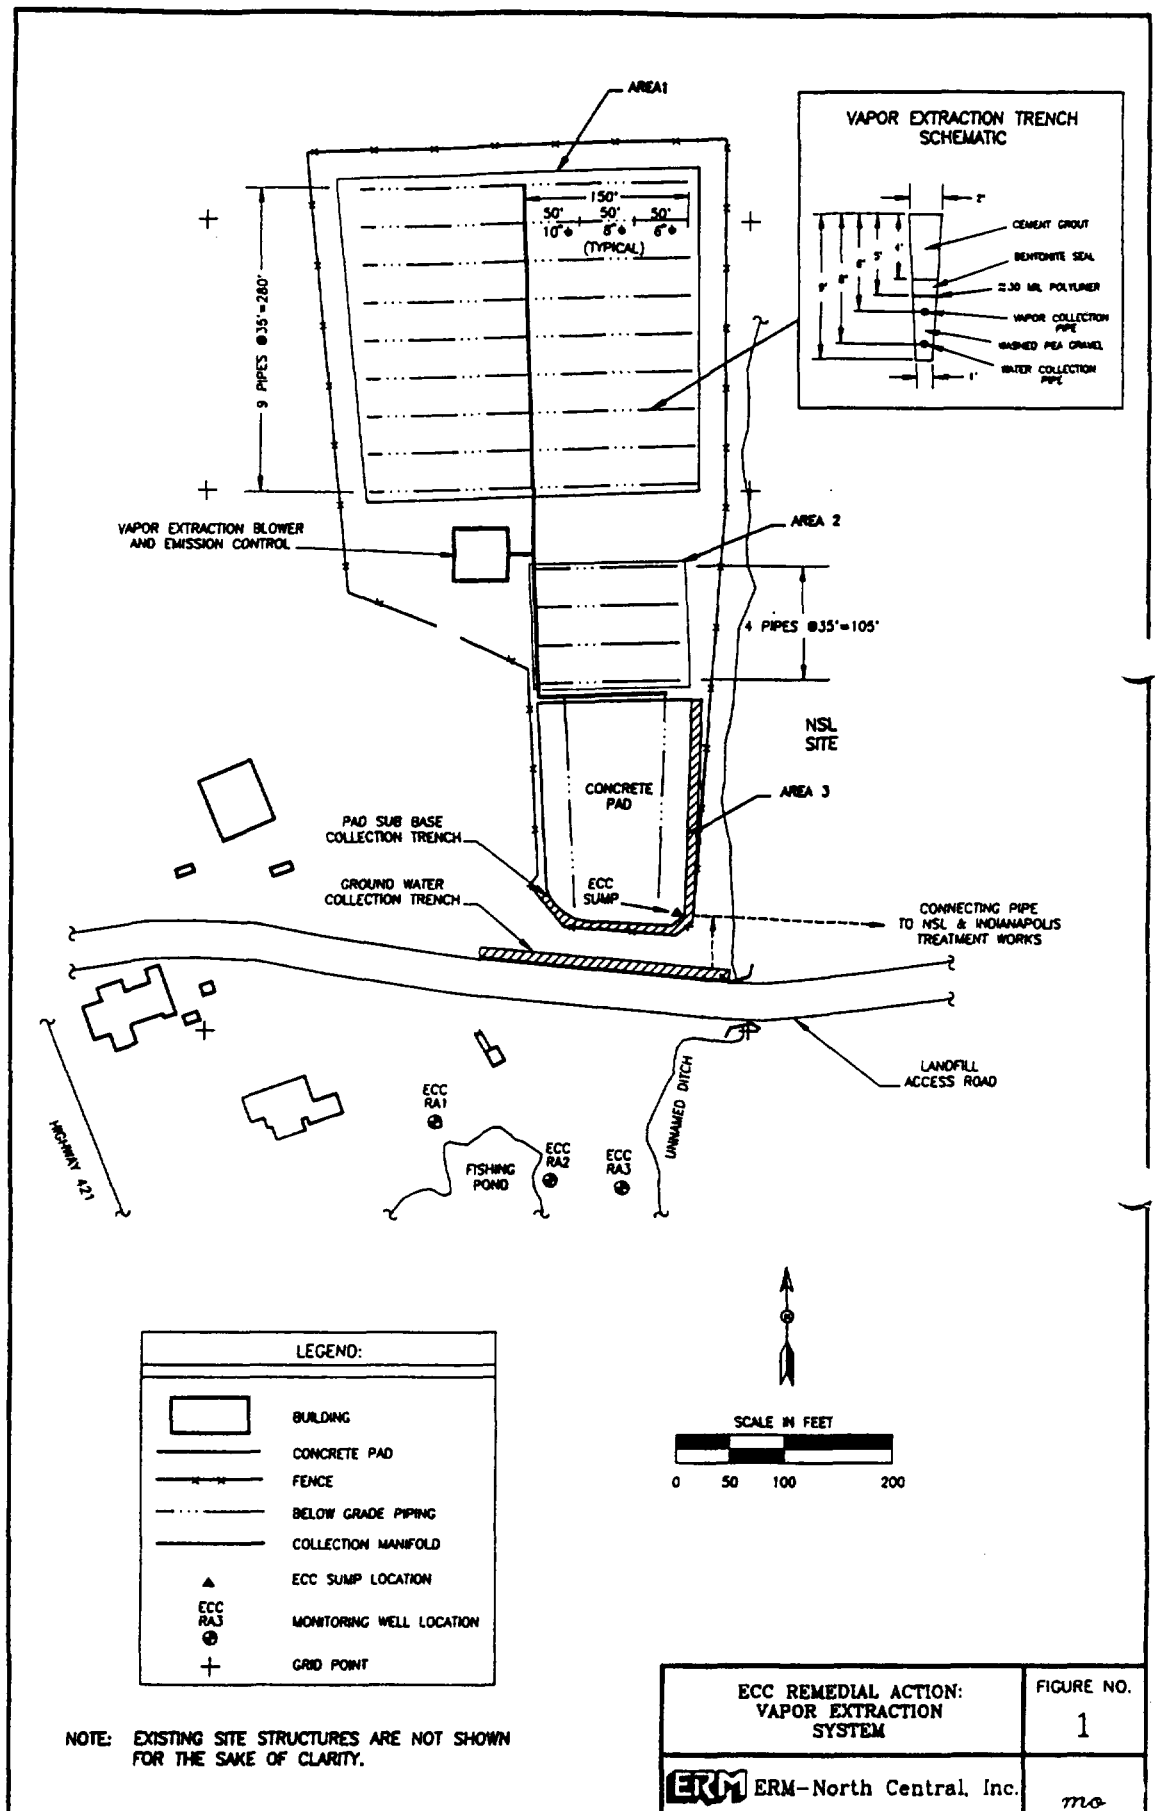 AREA1
VAPOR EXTRACTION TRENCH
SCHEMATIC
2'
CEMENT GROUT
BENTONITE SEAL
≅30 MIL POLYLINER
VAPOR COLLECTION
PIPE
WASHED PEA GRAVEL
WATER COLLECTION
PIPE
4'
5'
6'
8'
9'
1'
150'
50' 50' 50'
10"ϕ 8"ϕ 6"ϕ
(TYPICAL)
9 PIPES @35'=280'
VAPOR EXTRACTION BLOWER
AND EMISSION CONTROL
AREA 2
4 PIPES @35'=105'
NSL
SITE
CONCRETE
PAD
AREA 3
PAD SUB BASE
COLLECTION TRENCH
GROUND WATER
COLLECTION TRENCH
ECC
SUMP
CONNECTING PIPE
TO NSL & INDIANAPOLIS
TREATMENT WORKS
LANDFILL
ACCESS ROAD
UNNAMED DITCH
HIGHWAY 421
ECC
RA1
FISHING
POND
ECC
RA2
ECC
RA3
N
SCALE IN FEET
0 50 100 200
LEGEND:
BUILDING
CONCRETE PAD
FENCE
BELOW GRADE PIPING
COLLECTION MANIFOLD
ECC SUMP LOCATION
ECC
RA3
MONITORING WELL LOCATION
GRID POINT
NOTE: EXISTING SITE STRUCTURES ARE NOT SHOWN
FOR THE SAKE OF CLARITY.
ECC REMEDIAL ACTION:
VAPOR EXTRACTION
SYSTEM
FIGURE NO.
1
ERM ERM-North Central, Inc.
mo